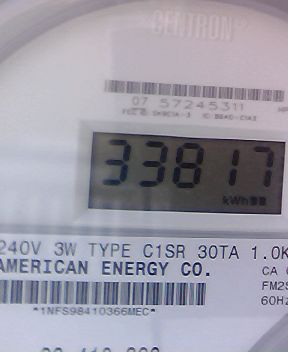 CENTRON®
07 57245311
33817
kWh
240V 3W TYPE C1SR 30TA 1.0K
AMERICAN ENERGY CO.
CA
FM2S
60Hz
*1NFS98410366MEC*